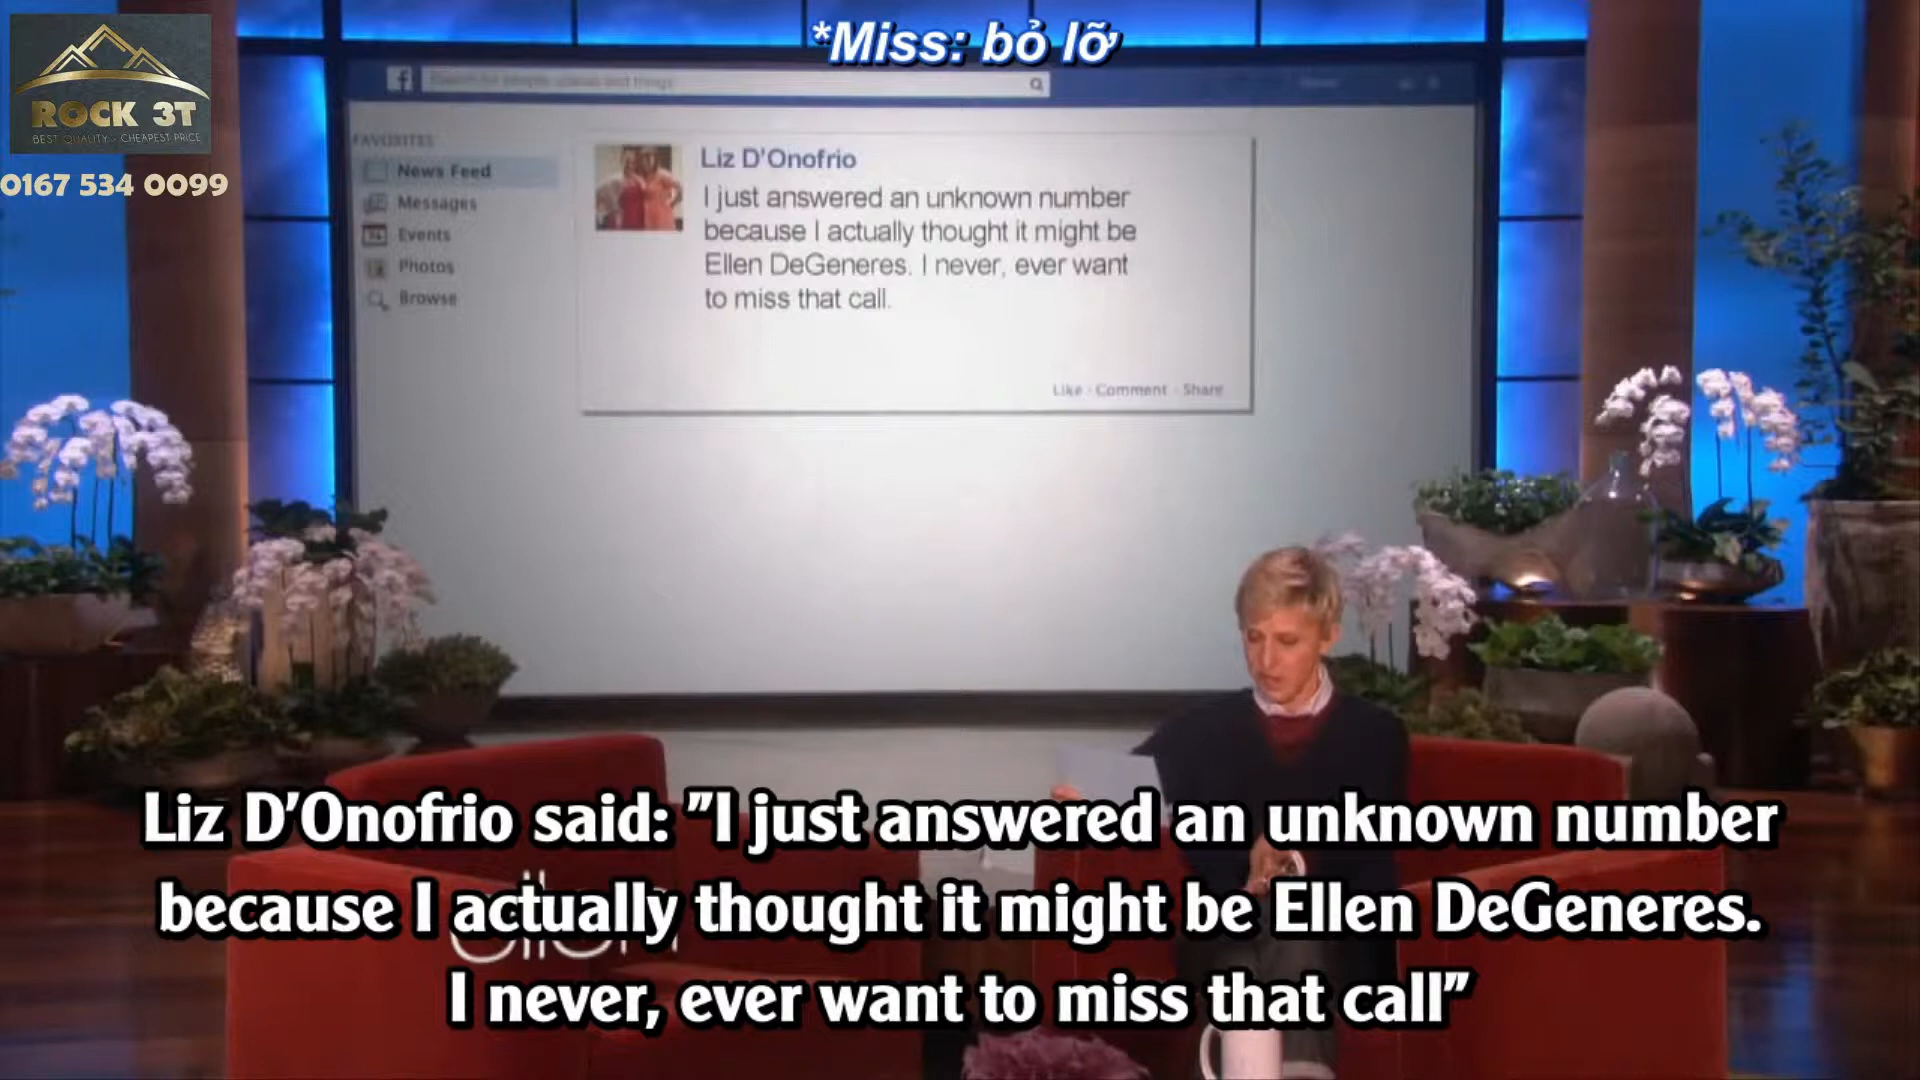 *Miss: bỏ lỡ
ROCK 3T
BEST QUALITY - CHEAPEST PRICE
0167 534 0099
FAVORITES
News Feed
Messages
Events
Photos
Browse
Liz D'Onofrio
I just answered an unknown number
because I actually thought it might be
Ellen DeGeneres. I never, ever want
to miss that call.
Like · Comment · Share
ellen
Liz D'Onofrio said: "I just answered an unknown number
because I actually thought it might be Ellen DeGeneres.
I never, ever want to miss that call"